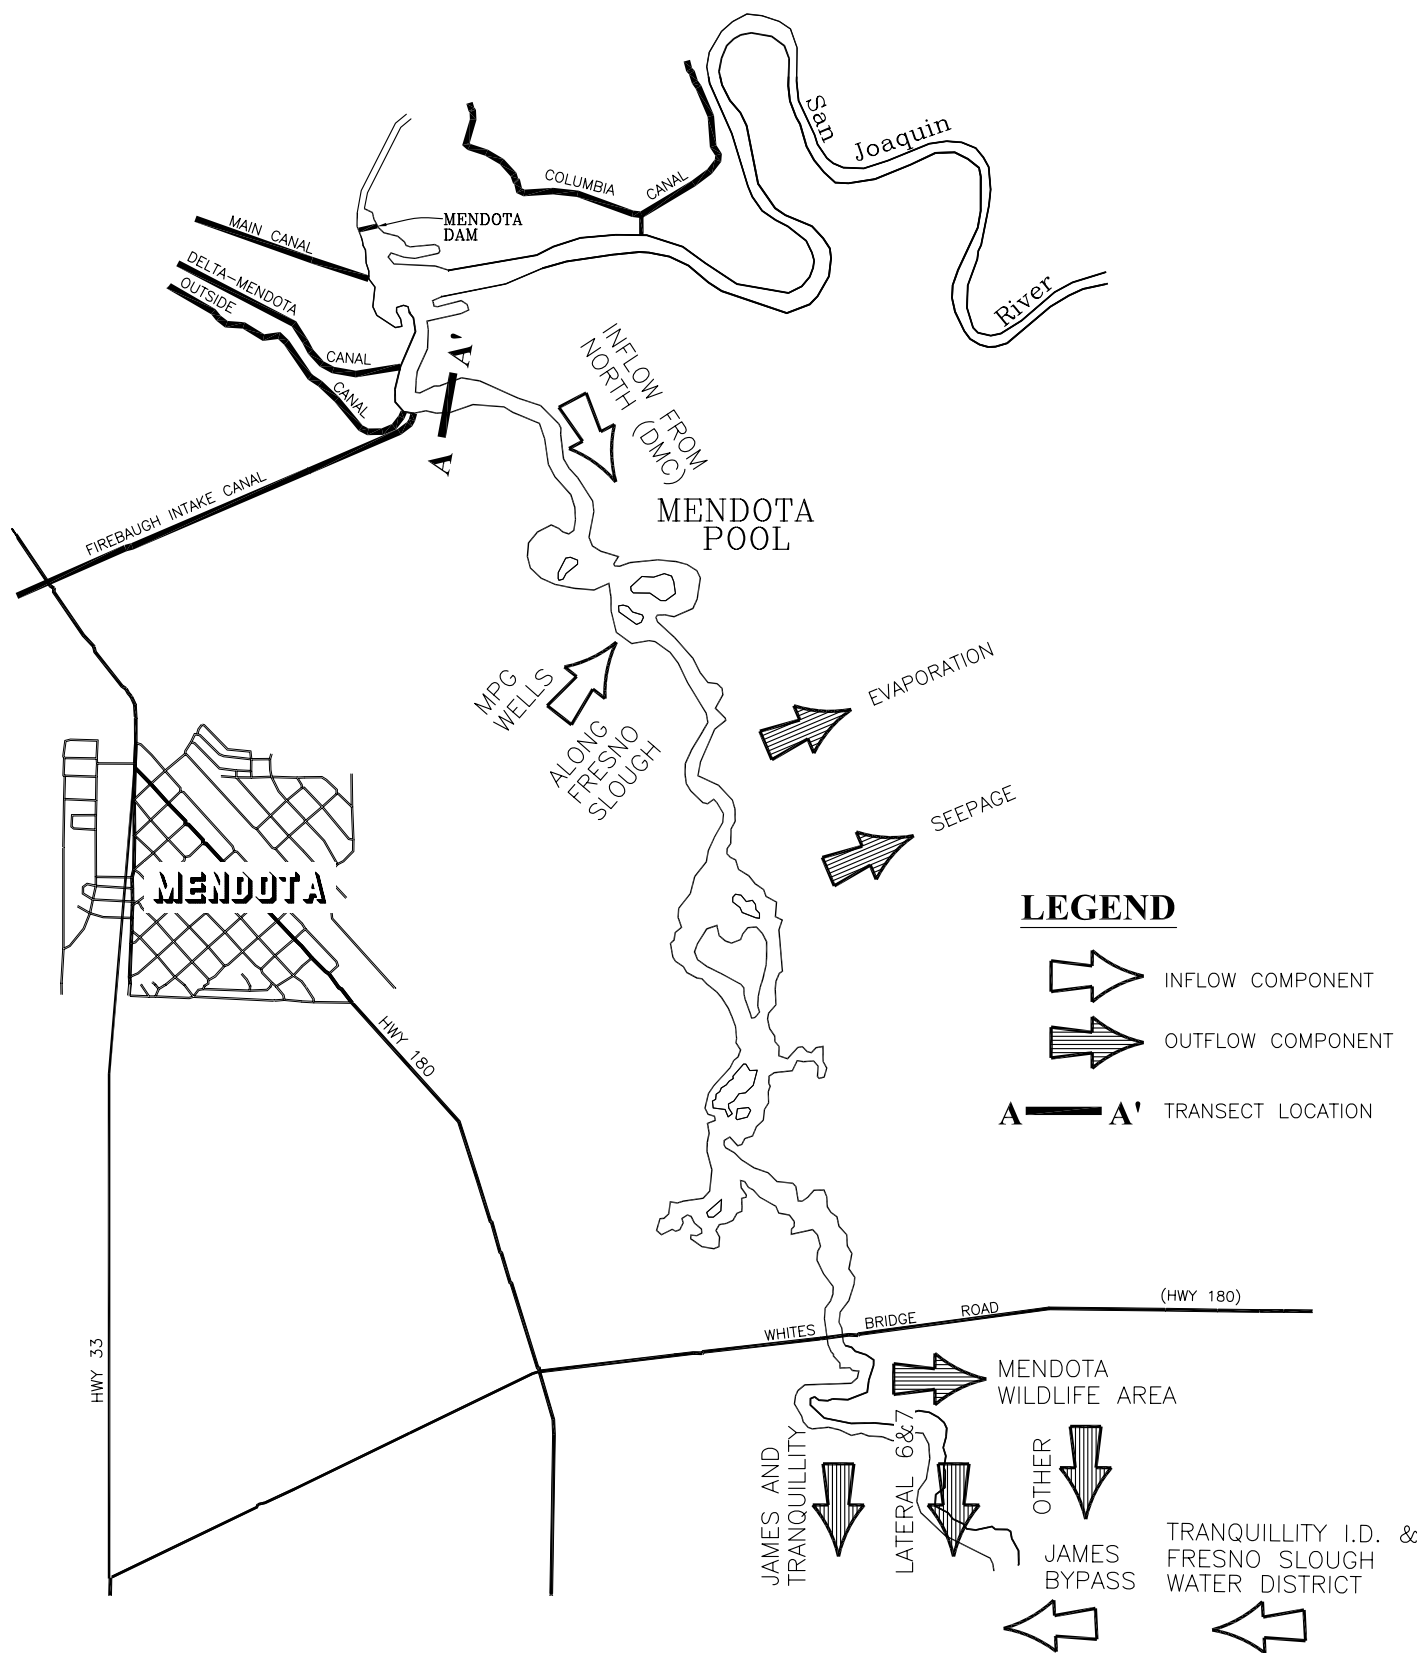 San
Joaquin
River
COLUMBIA
CANAL
MENDOTA
DAM
MAIN CANAL
DELTA-MENDOTA
CANAL
OUTSIDE
CANAL
A'
A
INFLOW FROM
NORTH (DMC)
FIREBAUGH INTAKE CANAL
MENDOTA
POOL
MPG
WELLS
ALONG
FRESNO
SLOUGH
EVAPORATION
SEEPAGE
MENDOTA
LEGEND
INFLOW COMPONENT
OUTFLOW COMPONENT
A A' TRANSECT LOCATION
HWY 180
HWY 33
WHITES BRIDGE ROAD
(HWY 180)
MENDOTA
WILDLIFE AREA
JAMES AND
TRANQUILLITY
LATERAL 6&7
OTHER
JAMES
BYPASS
TRANQUILLITY I.D. &
FRESNO SLOUGH
WATER DISTRICT